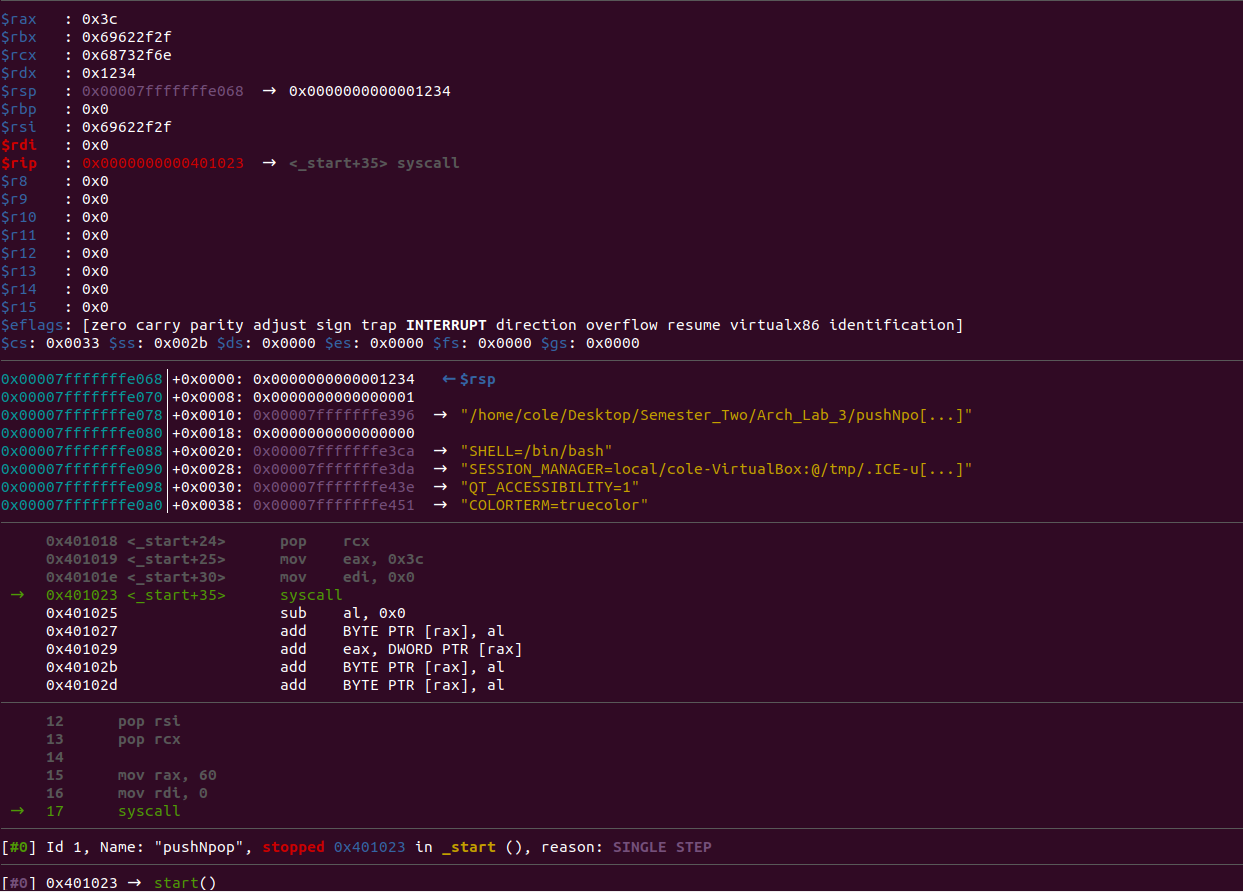 $rax   : 0x3c
$rbx   : 0x69622f2f
$rcx   : 0x68732f6e
$rdx   : 0x1234
$rsp   : 0x00007fffffffe068  →  0x0000000000001234
$rbp   : 0x0
$rsi   : 0x69622f2f
$rdi   : 0x0
$rip   : 0x0000000000401023  →  <_start+35> syscall
$r8    : 0x0
$r9    : 0x0
$r10   : 0x0
$r11   : 0x0
$r12   : 0x0
$r13   : 0x0
$r14   : 0x0
$r15   : 0x0
$eflags: [zero carry parity adjust sign trap INTERRUPT direction overflow resume virtualx86 identification]
$cs: 0x0033 $ss: 0x002b $ds: 0x0000 $es: 0x0000 $fs: 0x0000 $gs: 0x0000
0x00007fffffffe068│+0x0000: 0x0000000000001234   ←$rsp
0x00007fffffffe070│+0x0008: 0x0000000000000001
0x00007fffffffe078│+0x0010: 0x00007fffffffe396  →  "/home/cole/Desktop/Semester_Two/Arch_Lab_3/pushNpo[...]"
0x00007fffffffe080│+0x0018: 0x0000000000000000
0x00007fffffffe088│+0x0020: 0x00007fffffffe3ca  →  "SHELL=/bin/bash"
0x00007fffffffe090│+0x0028: 0x00007fffffffe3da  →  "SESSION_MANAGER=local/cole-VirtualBox:@/tmp/.ICE-u[...]"
0x00007fffffffe098│+0x0030: 0x00007fffffffe43e  →  "QT_ACCESSIBILITY=1"
0x00007fffffffe0a0│+0x0038: 0x00007fffffffe451  →  "COLORTERM=truecolor"
0x401018 <_start+24>      pop    rcx
0x401019 <_start+25>      mov    eax, 0x3c
0x40101e <_start+30>      mov    edi, 0x0
→  0x401023 <_start+35>      syscall
0x401025                  sub    al, 0x0
0x401027                  add    BYTE PTR [rax], al
0x401029                  add    eax, DWORD PTR [rax]
0x40102b                  add    BYTE PTR [rax], al
0x40102d                  add    BYTE PTR [rax], al
12      pop rsi
13      pop rcx
14
15      mov rax, 60
16      mov rdi, 0
→  17      syscall
[#0] Id 1, Name: "pushNpop", stopped 0x401023 in _start (), reason: SINGLE STEP
[#0] 0x401023 → start()